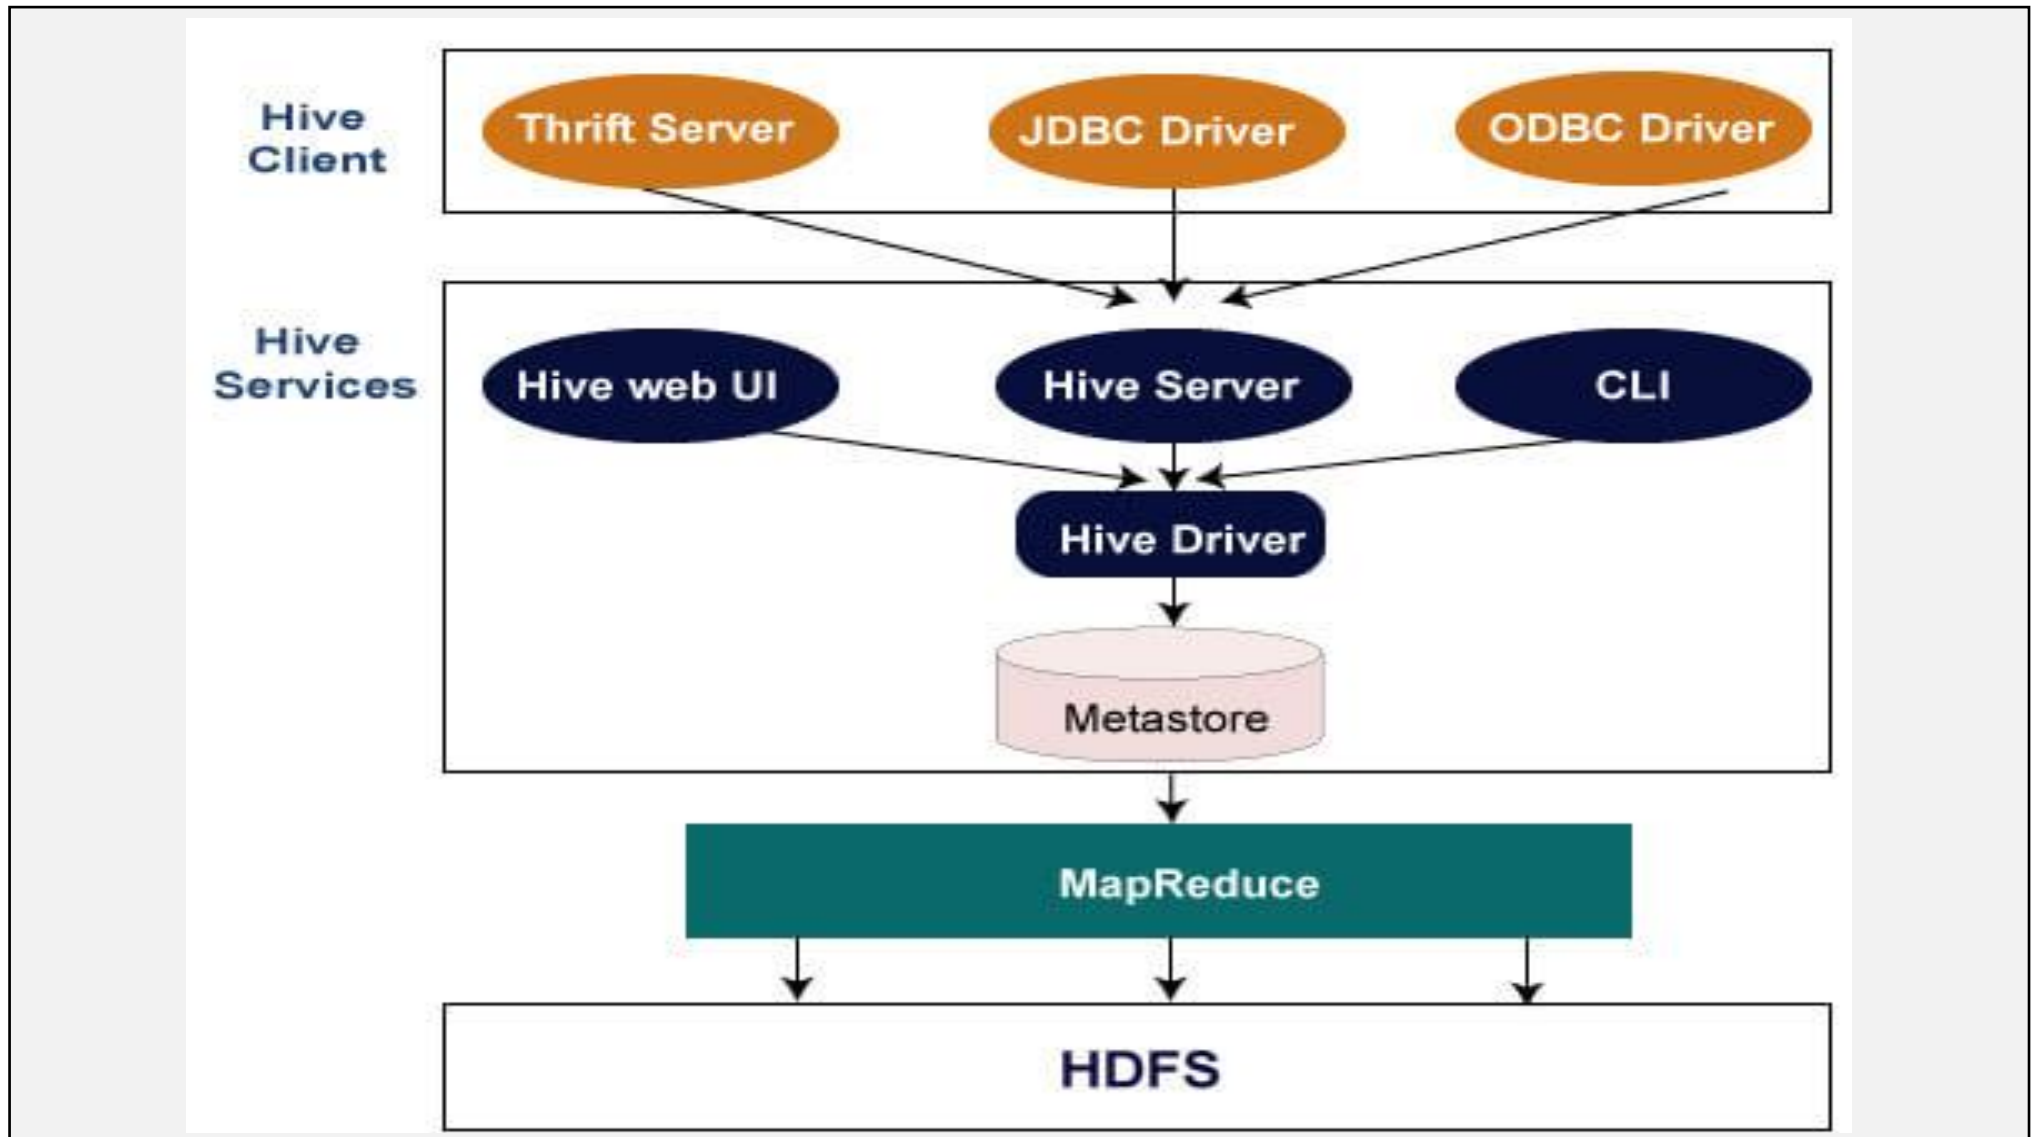 Hive
Client
Thrift Server
JDBC Driver
ODBC Driver
Hive
Services
Hive web UI
Hive Server
CLI
Hive Driver
Metastore
MapReduce
HDFS